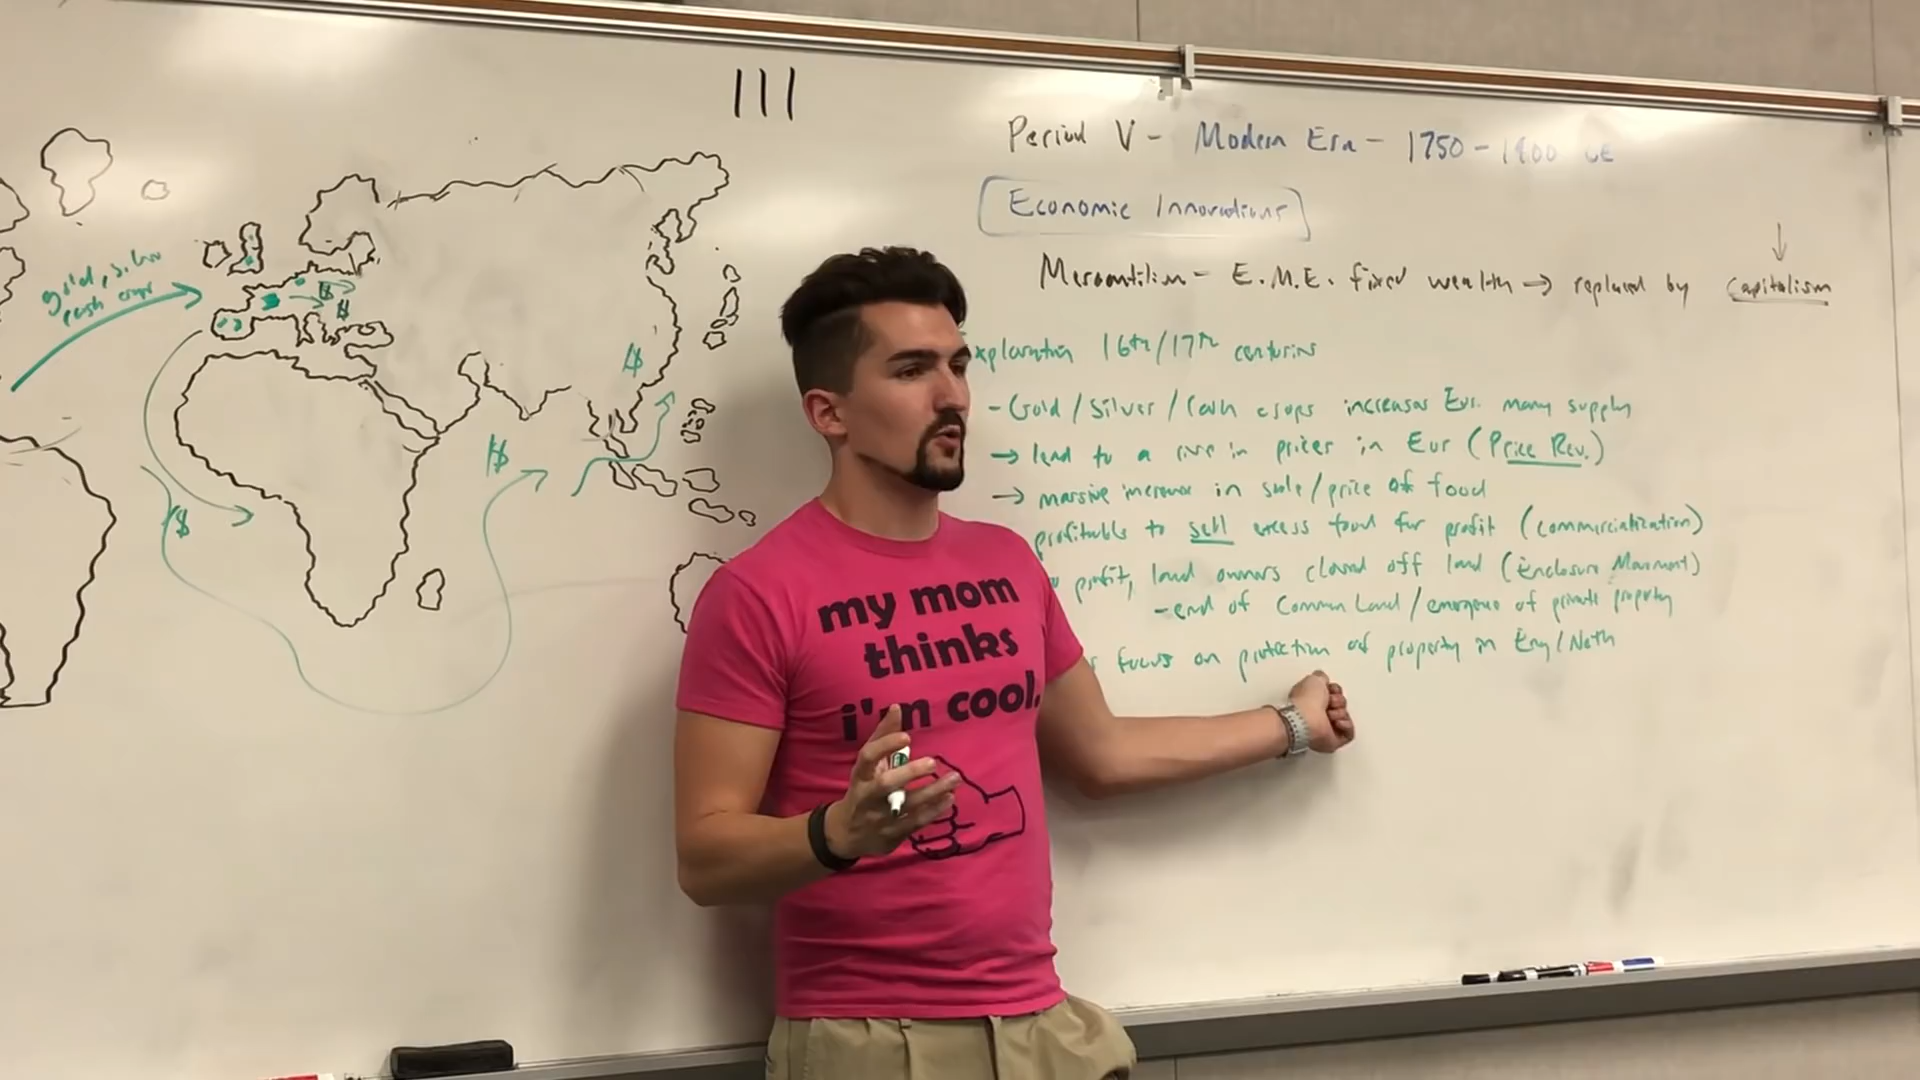 gold, silver
cash crops
$
$
$
$
$
III
Period V - Modern Era - 1750 - 1900 CE
Economic Innovations
Mercantilism - E.M.E. fixed wealth → replaced by capitalism
xploration 16th/17th centuries
- Gold/Silver/Cash crops increases Eur. money supply
→ lead to a rise in prices in Eur (Price Rev.)
→ massive increase in sale/price of food
profitable to sell excess food for profit (commercialization)
profit, land owners closed off land (Enclosure Movement)
- end of Common Land/emergence of private property
focus on protection of property in Eng/Neth
my mom
thinks
i'm cool.